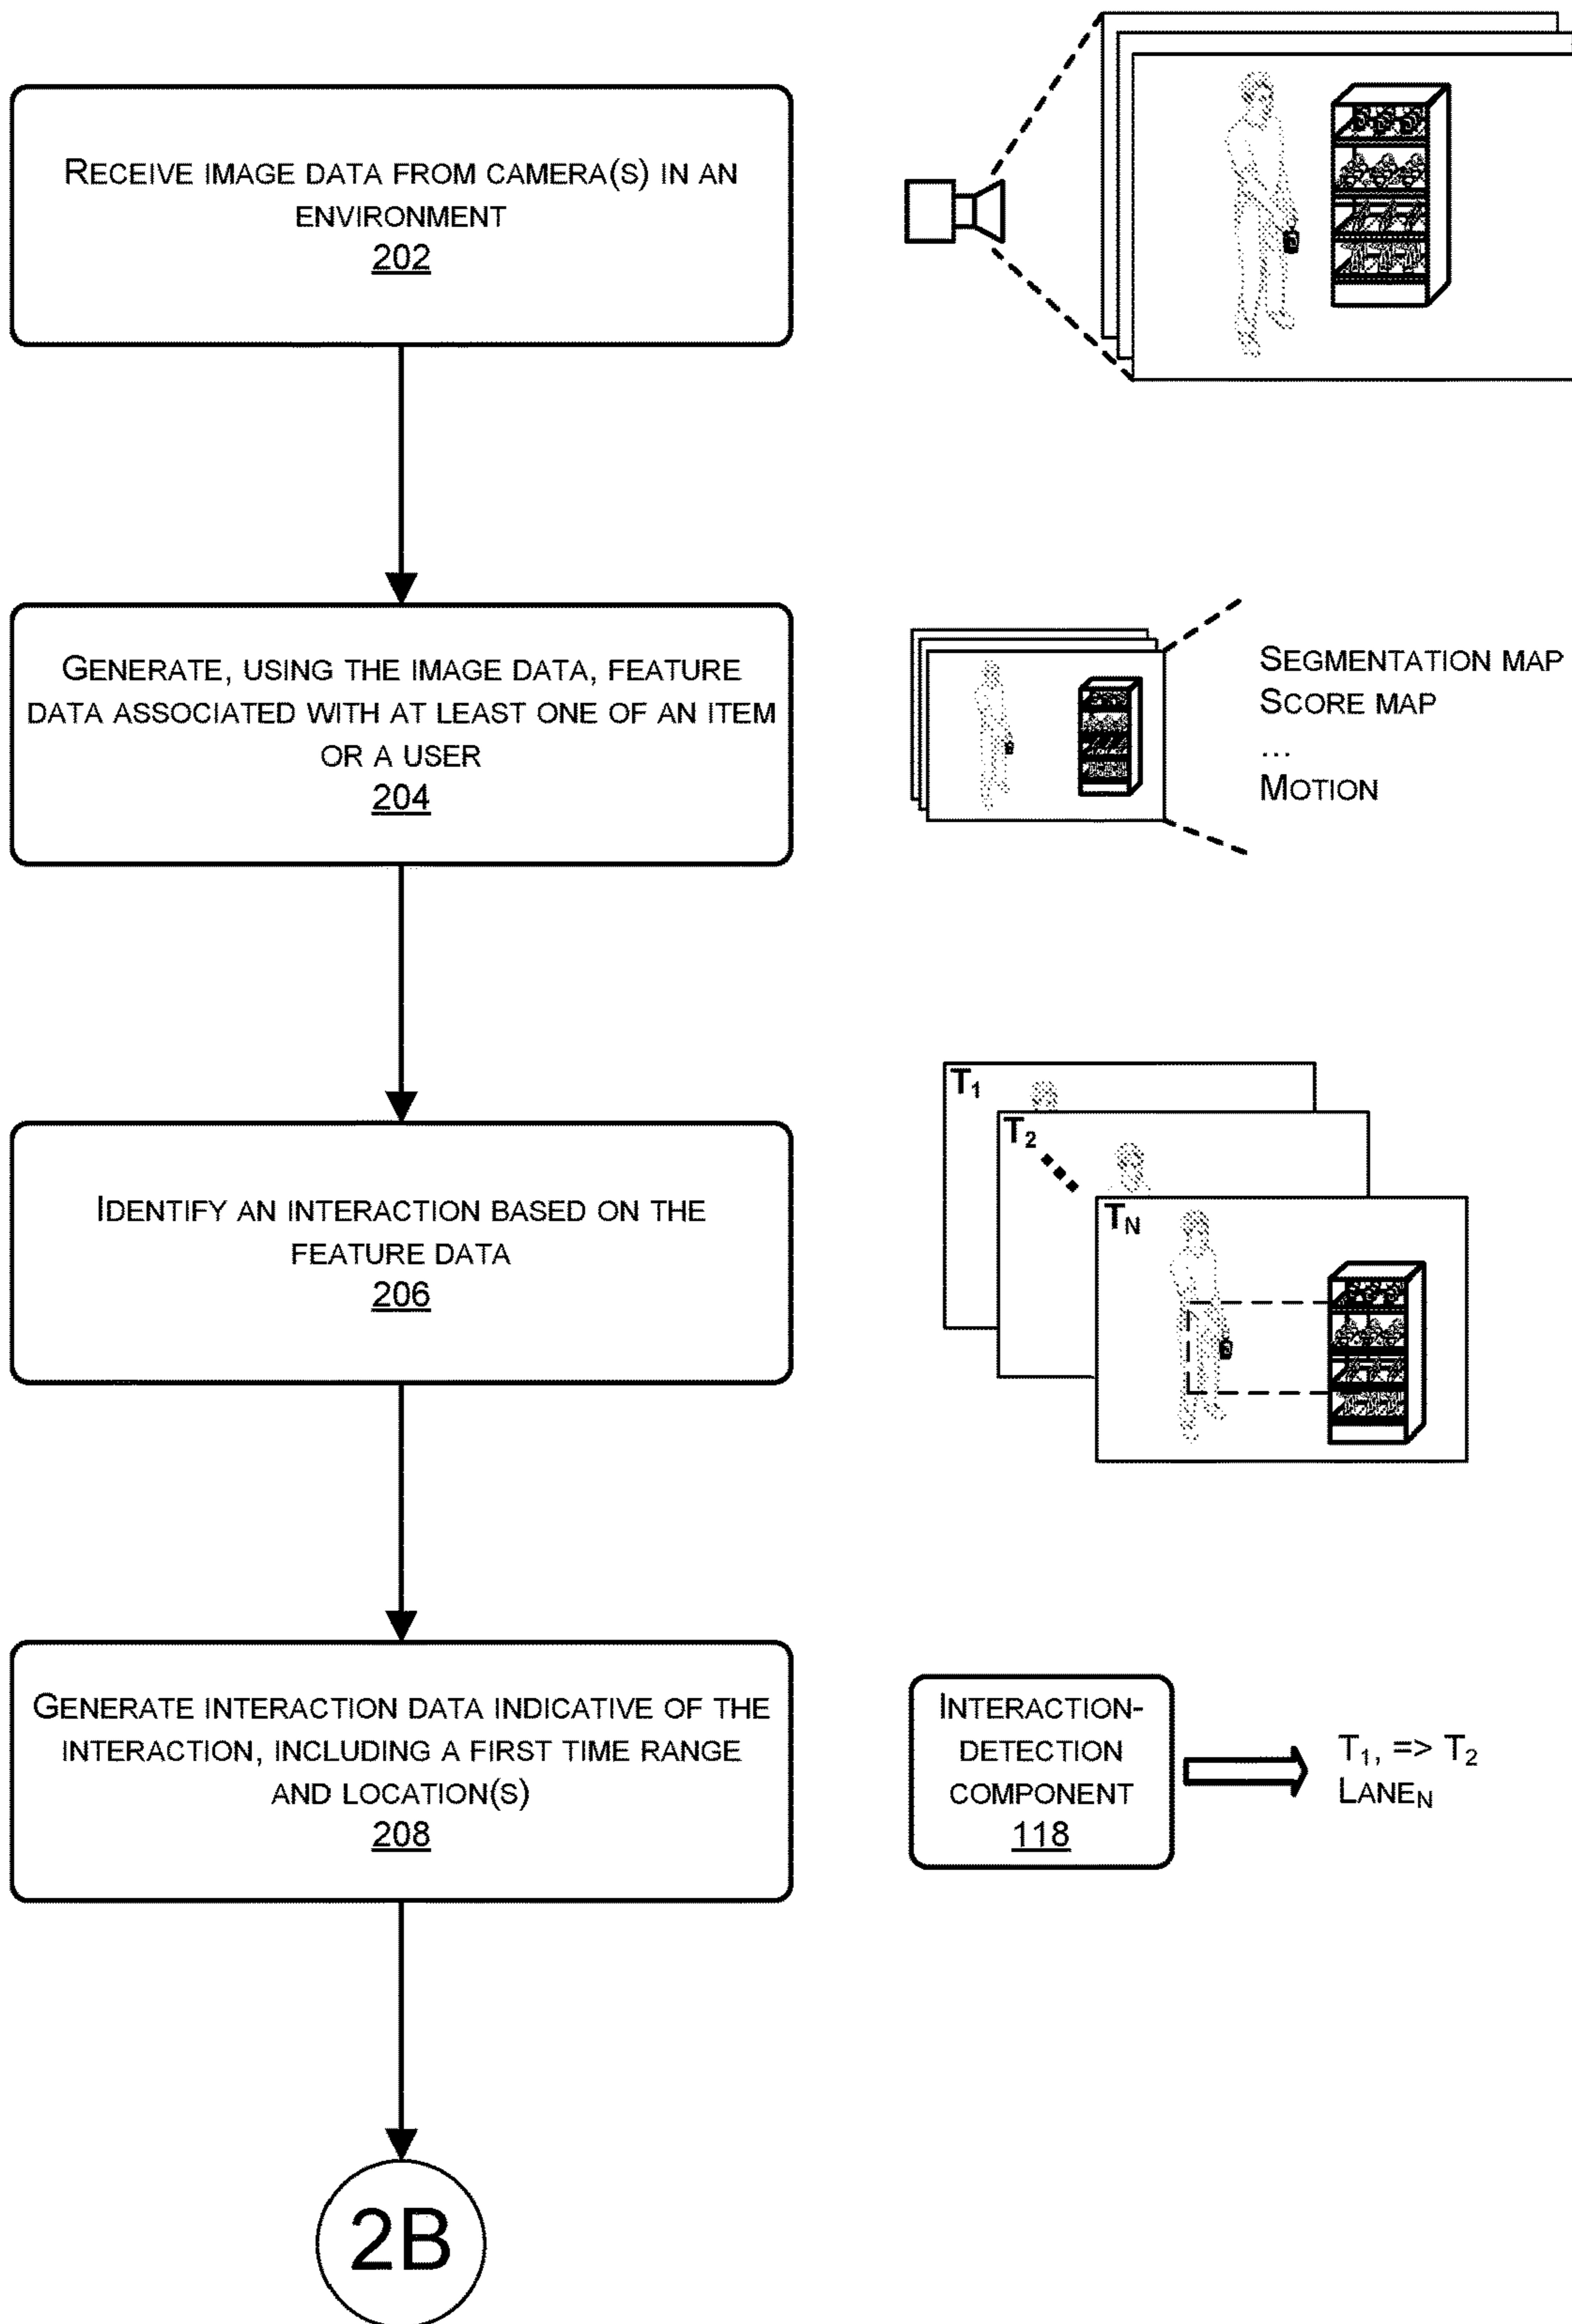 RECEIVE IMAGE DATA FROM CAMERA(S) IN AN
ENVIRONMENT
202
GENERATE, USING THE IMAGE DATA, FEATURE
DATA ASSOCIATED WITH AT LEAST ONE OF AN ITEM
OR A USER
204
SEGMENTATION MAP
SCORE MAP
...
MOTION
IDENTIFY AN INTERACTION BASED ON THE
FEATURE DATA
206
T1
T2
TN
GENERATE INTERACTION DATA INDICATIVE OF THE
INTERACTION, INCLUDING A FIRST TIME RANGE
AND LOCATION(S)
208
INTERACTION-
DETECTION
COMPONENT
118
T1, => T2
LANEN
2B